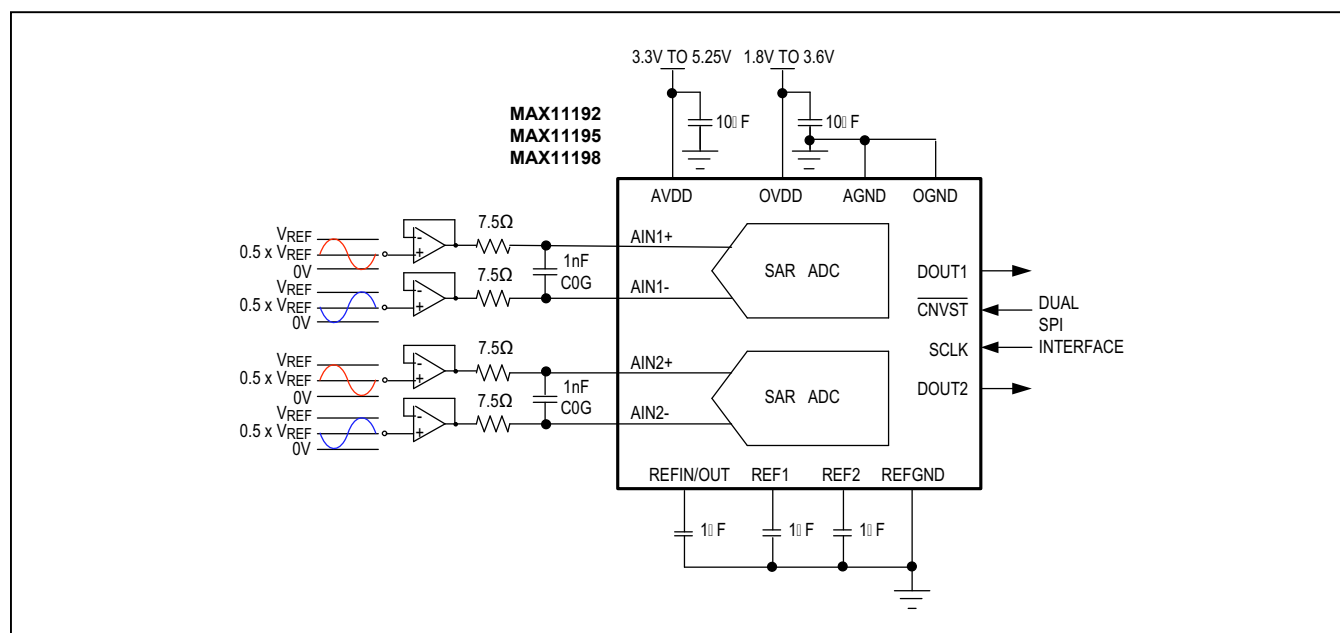 3.3V TO 5.25V 1.8V TO 3.6V
MAX11192
MAX11195
MAX11198
10▯ F 10▯ F
AVDD OVDD AGND OGND
VREF
0.5 x VREF
0V
7.5Ω
AIN1+
1nF
C0G
SAR ADC
VREF
0.5 x VREF
0V
7.5Ω
AIN1-
DOUT1
CNVST
DUAL
SPI
INTERFACE
SCLK
DOUT2
VREF
0.5 x VREF
0V
7.5Ω
AIN2+
1nF
C0G
SAR ADC
VREF
0.5 x VREF
0V
7.5Ω
AIN2-
REFIN/OUT REF1 REF2 REFGND
1▯ F 1▯ F 1▯ F